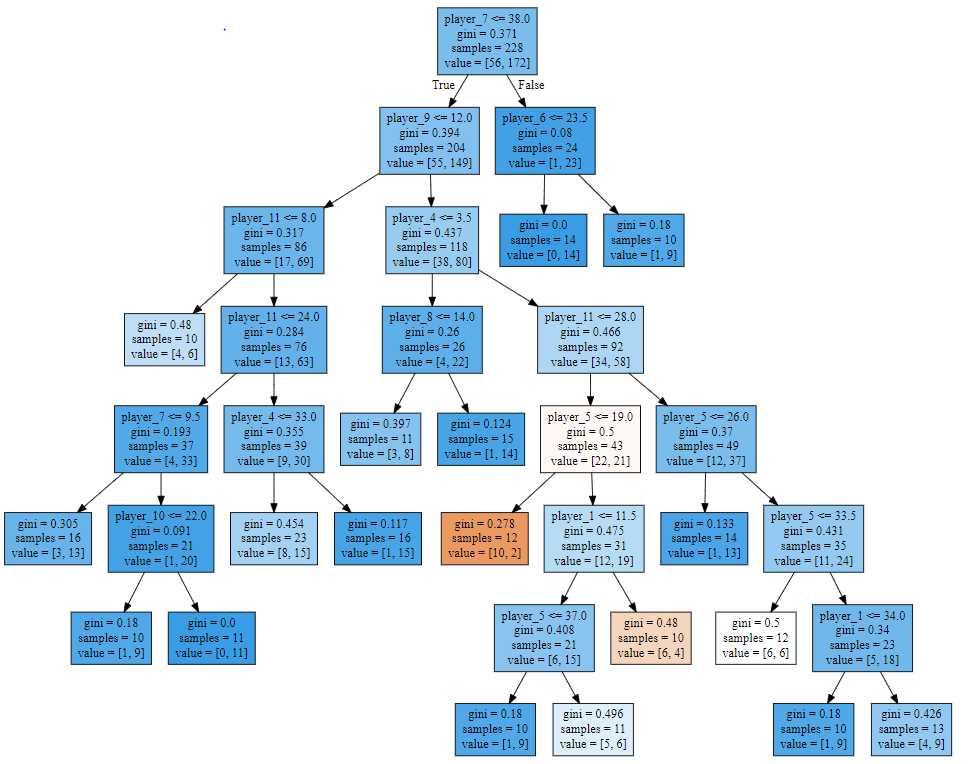 player_7 <= 38.0
gini = 0.371
samples = 228
value = [56, 172]
True
False
player_9 <= 12.0
gini = 0.394
samples = 204
value = [55, 149]
player_6 <= 23.5
gini = 0.08
samples = 24
value = [1, 23]
player_11 <= 8.0
gini = 0.317
samples = 86
value = [17, 69]
player_4 <= 3.5
gini = 0.437
samples = 118
value = [38, 80]
gini = 0.0
samples = 14
value = [0, 14]
gini = 0.18
samples = 10
value = [1, 9]
gini = 0.48
samples = 10
value = [4, 6]
player_11 <= 24.0
gini = 0.284
samples = 76
value = [13, 63]
player_8 <= 14.0
gini = 0.26
samples = 26
value = [4, 22]
player_11 <= 28.0
gini = 0.466
samples = 92
value = [34, 58]
player_7 <= 9.5
gini = 0.193
samples = 37
value = [4, 33]
player_4 <= 33.0
gini = 0.355
samples = 39
value = [9, 30]
gini = 0.397
samples = 11
value = [3, 8]
gini = 0.124
samples = 15
value = [1, 14]
player_5 <= 19.0
gini = 0.5
samples = 43
value = [22, 21]
player_5 <= 26.0
gini = 0.37
samples = 49
value = [12, 37]
gini = 0.305
samples = 16
value = [3, 13]
player_10 <= 22.0
gini = 0.091
samples = 21
value = [1, 20]
gini = 0.454
samples = 23
value = [8, 15]
gini = 0.117
samples = 16
value = [1, 15]
gini = 0.278
samples = 12
value = [10, 2]
player_1 <= 11.5
gini = 0.475
samples = 31
value = [12, 19]
gini = 0.133
samples = 14
value = [1, 13]
player_5 <= 33.5
gini = 0.431
samples = 35
value = [11, 24]
gini = 0.18
samples = 10
value = [1, 9]
gini = 0.0
samples = 11
value = [0, 11]
player_5 <= 37.0
gini = 0.408
samples = 21
value = [6, 15]
gini = 0.48
samples = 10
value = [6, 4]
gini = 0.5
samples = 12
value = [6, 6]
player_1 <= 34.0
gini = 0.34
samples = 23
value = [5, 18]
gini = 0.18
samples = 10
value = [1, 9]
gini = 0.496
samples = 11
value = [5, 6]
gini = 0.18
samples = 10
value = [1, 9]
gini = 0.426
samples = 13
value = [4, 9]